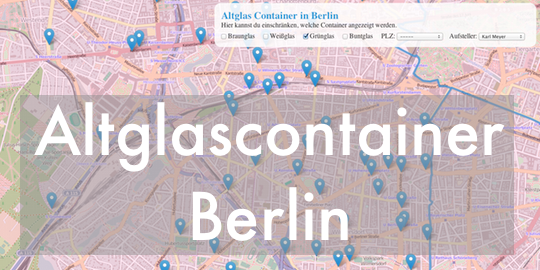 Altglas Container in Berlin
Hier kannst du einschränken, welche Container angezeigt werden.
Braunglas Weißglas Grünglas Buntglas PLZ: -------- Aufsteller: Karl Meyer
Altglascontainer
Berlin